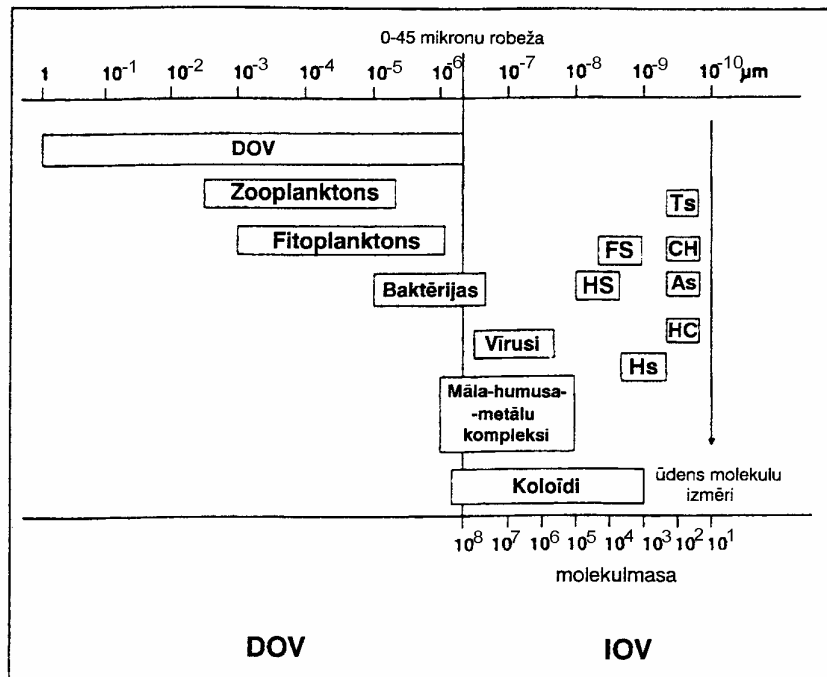 0-45 mikronu robeža
1 10⁻¹ 10⁻² 10⁻³ 10⁻⁴ 10⁻⁵ 10⁻⁶ 10⁻⁷ 10⁻⁸ 10⁻⁹ 10⁻¹⁰ μm
DOV
Zooplanktons
Ts
Fitoplanktons
FS
CH
Baktērijas
HS
As
Vīrusi
HC
Hs
Māla-humusa-
-metālu
kompleksi
Koloīdi
ūdens molekulu
izmēri
10⁸ 10⁷ 10⁶ 10⁵ 10⁴ 10³ 10² 10¹
molekulmasa
DOV
IOV